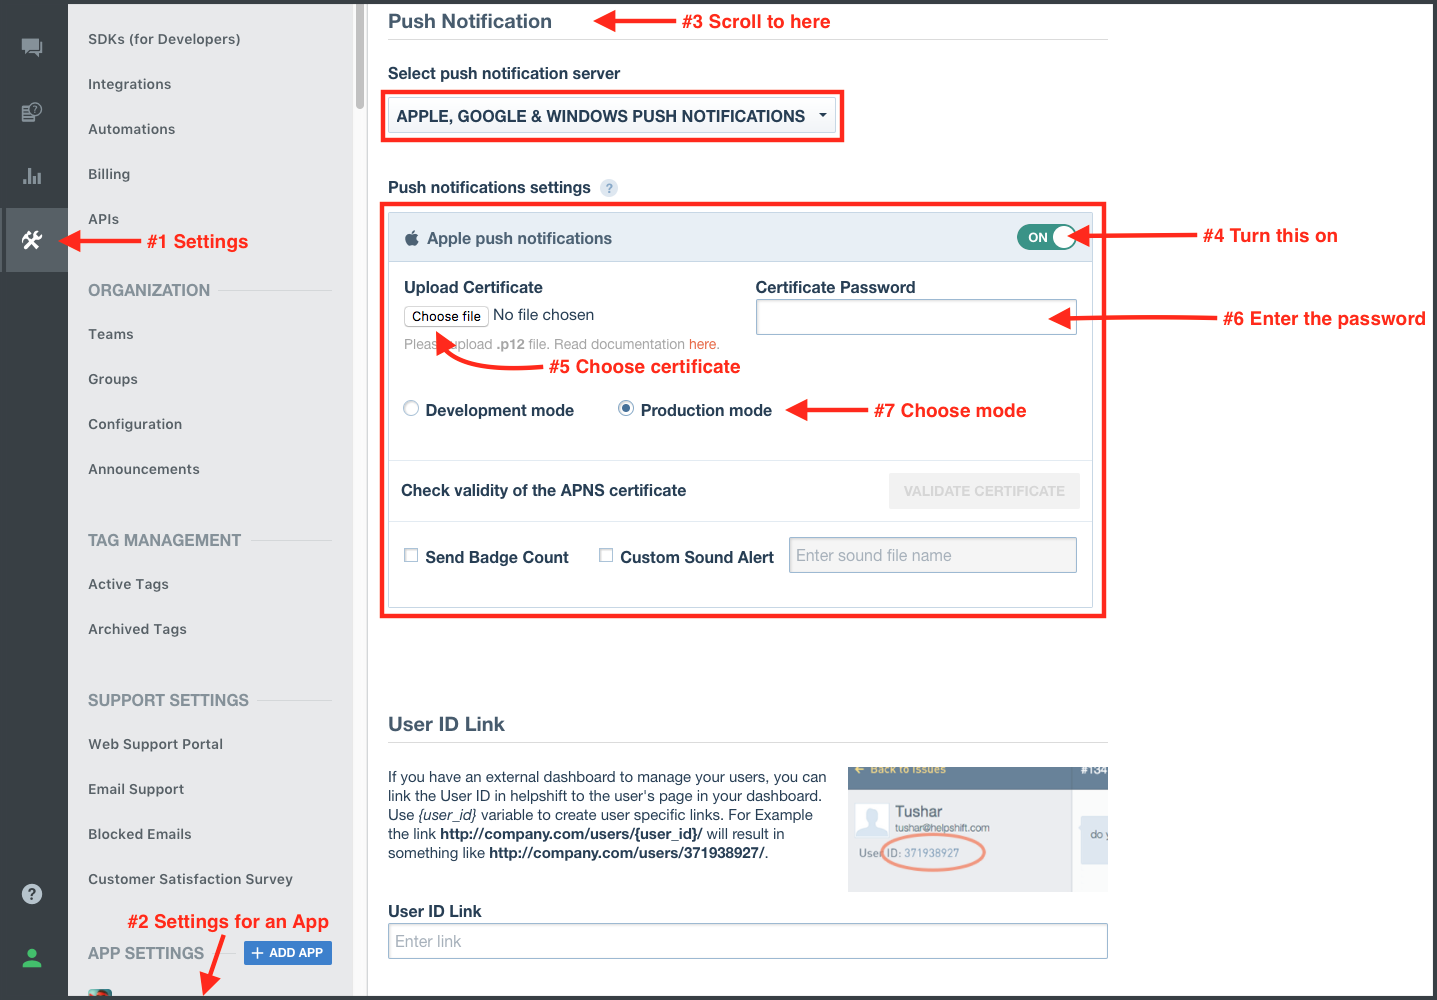 SDKs (for Developers)
Integrations
Automations
Billing
APIs
#1 Settings
ORGANIZATION
Teams
Groups
Configuration
Announcements
TAG MANAGEMENT
Active Tags
Archived Tags
SUPPORT SETTINGS
Web Support Portal
Email Support
Blocked Emails
Customer Satisfaction Survey
#2 Settings for an App
APP SETTINGS
+ ADD APP
?
Push Notification
#3 Scroll to here
Select push notification server
APPLE, GOOGLE & WINDOWS PUSH NOTIFICATIONS
Push notifications settings ?
Apple push notifications
ON
#4 Turn this on
Upload Certificate
Choose file No file chosen
upload .p12 file. Read documentation here.
#5 Choose certificate
Certificate Password
#6 Enter the password
Development mode
Production mode
#7 Choose mode
Check validity of the APNS certificate
VALIDATE CERTIFICATE
Send Badge Count
Custom Sound Alert
Enter sound file name
User ID Link
If you have an external dashboard to manage your users, you can
link the User ID in helpshift to the user's page in your dashboard.
Use {user_id} variable to create user specific links. For Example
the link http://company.com/users/{user_id}/ will result in
something like http://company.com/users/371938927/.
Back to Issues
#134
Tushar
tushar@helpshift.com
User ID: 371938927
do
User ID Link
Enter link